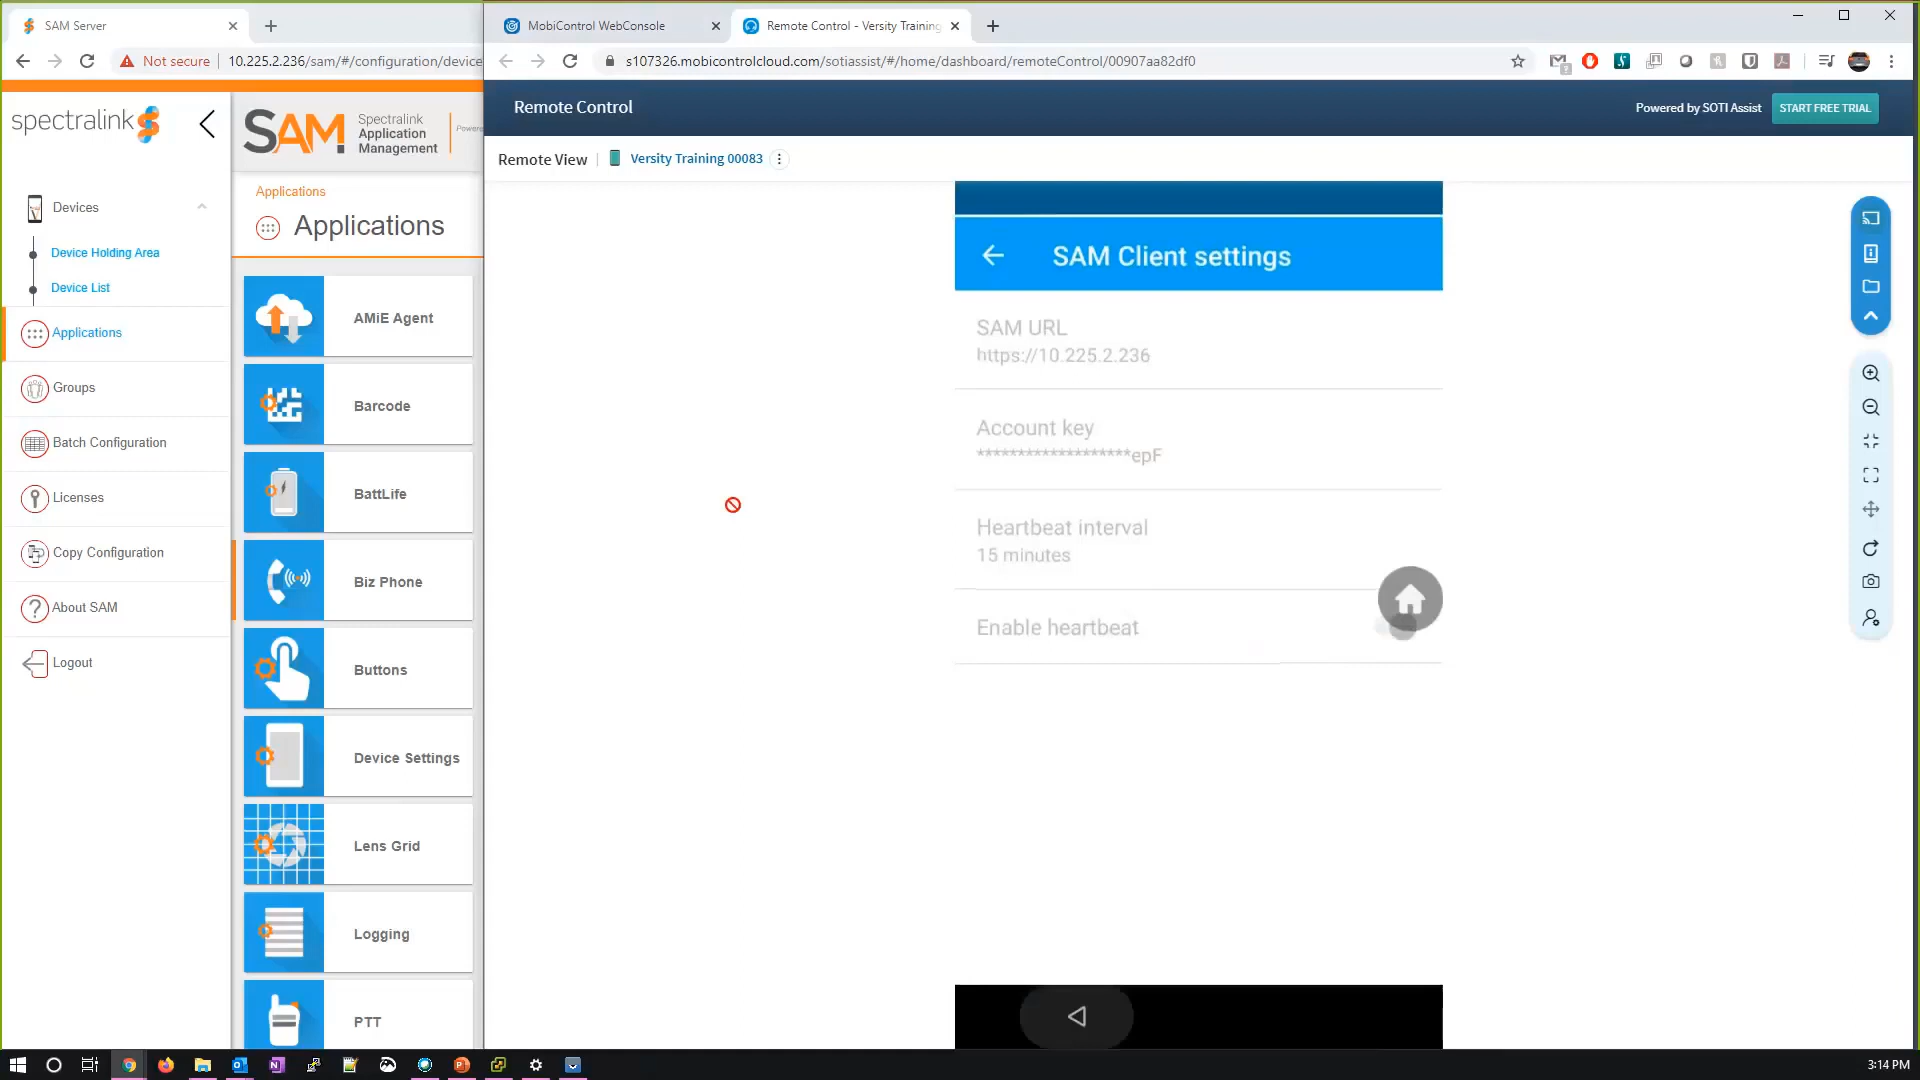 SAM Server
MobiControl WebConsole
Remote Control - Versity Training
Not secure
10.225.2.236/sam/#/configuration/device
s107326.mobicontrolcloud.com/sotiassist/#/home/dashboard/remoteControl/00907aa82df0
spectralink
SAM
Spectralink
Application
Management
Powere
Remote Control
Powered by SOTI Assist
START FREE TRIAL
Remote View
Versity Training 00083
Devices
Device Holding Area
Device List
Applications
Groups
Batch Configuration
Licenses
Copy Configuration
About SAM
Logout
Applications
Applications
AMiE Agent
Barcode
BattLife
Biz Phone
Buttons
Device Settings
Lens Grid
Logging
PTT
SAM Client settings
SAM URL
https://10.225.2.236
Account key
*******************epF
Heartbeat interval
15 minutes
Enable heartbeat
3:14 PM